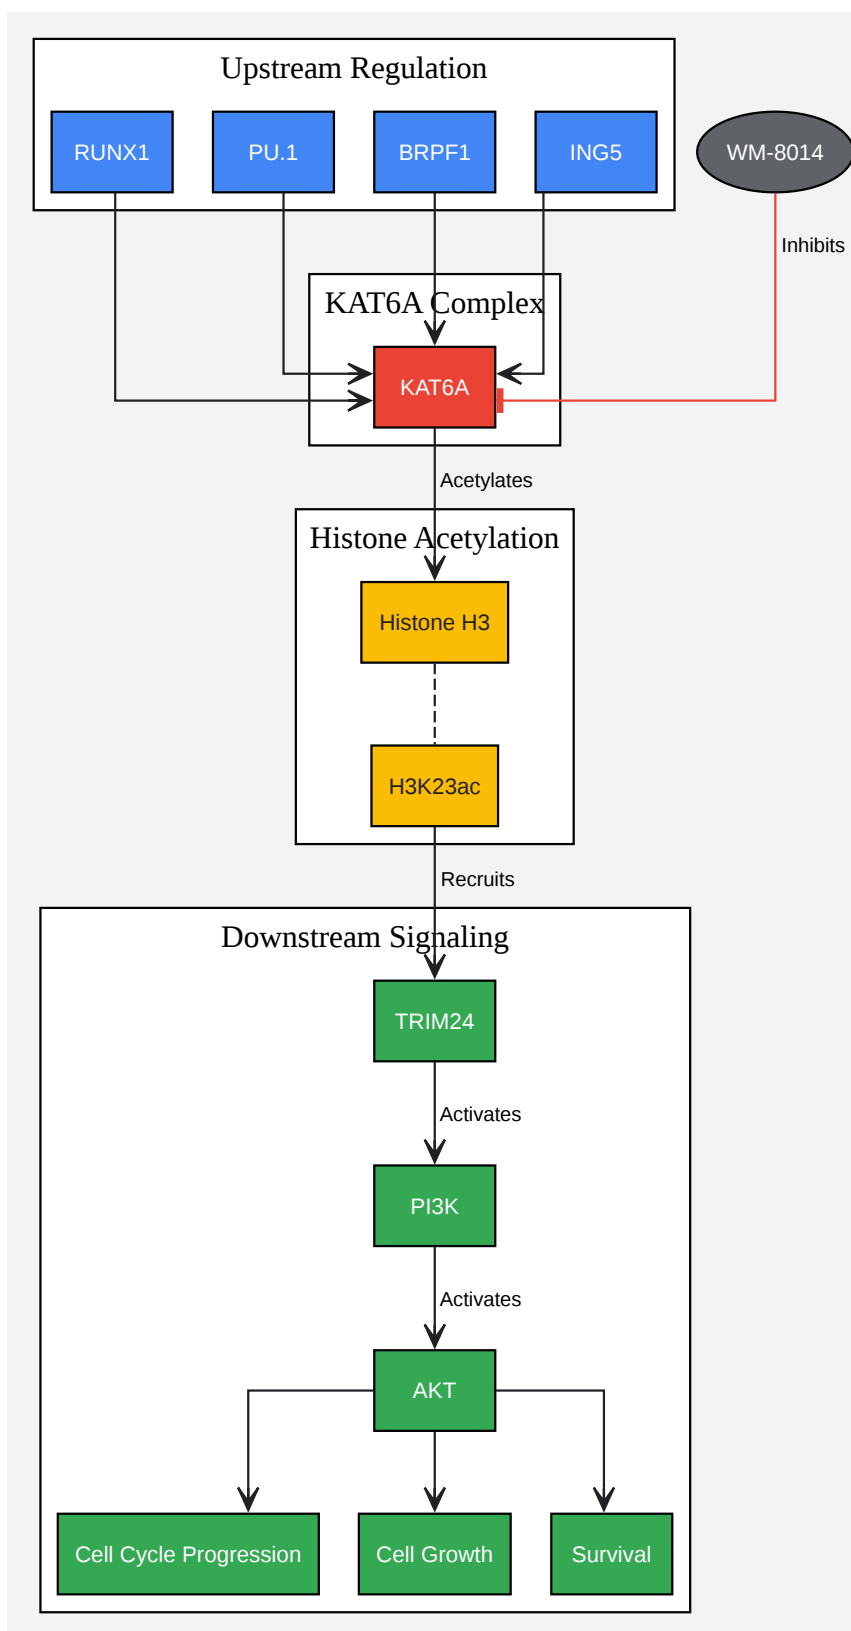 Upstream Regulation
RUNX1
PU.1
BRPF1
ING5
WM-8014
Inhibits
KAT6A Complex
KAT6A
Acetylates
Histone Acetylation
Histone H3
H3K23ac
Recruits
Downstream Signaling
TRIM24
Activates
PI3K
Activates
AKT
Cell Cycle Progression
Cell Growth
Survival